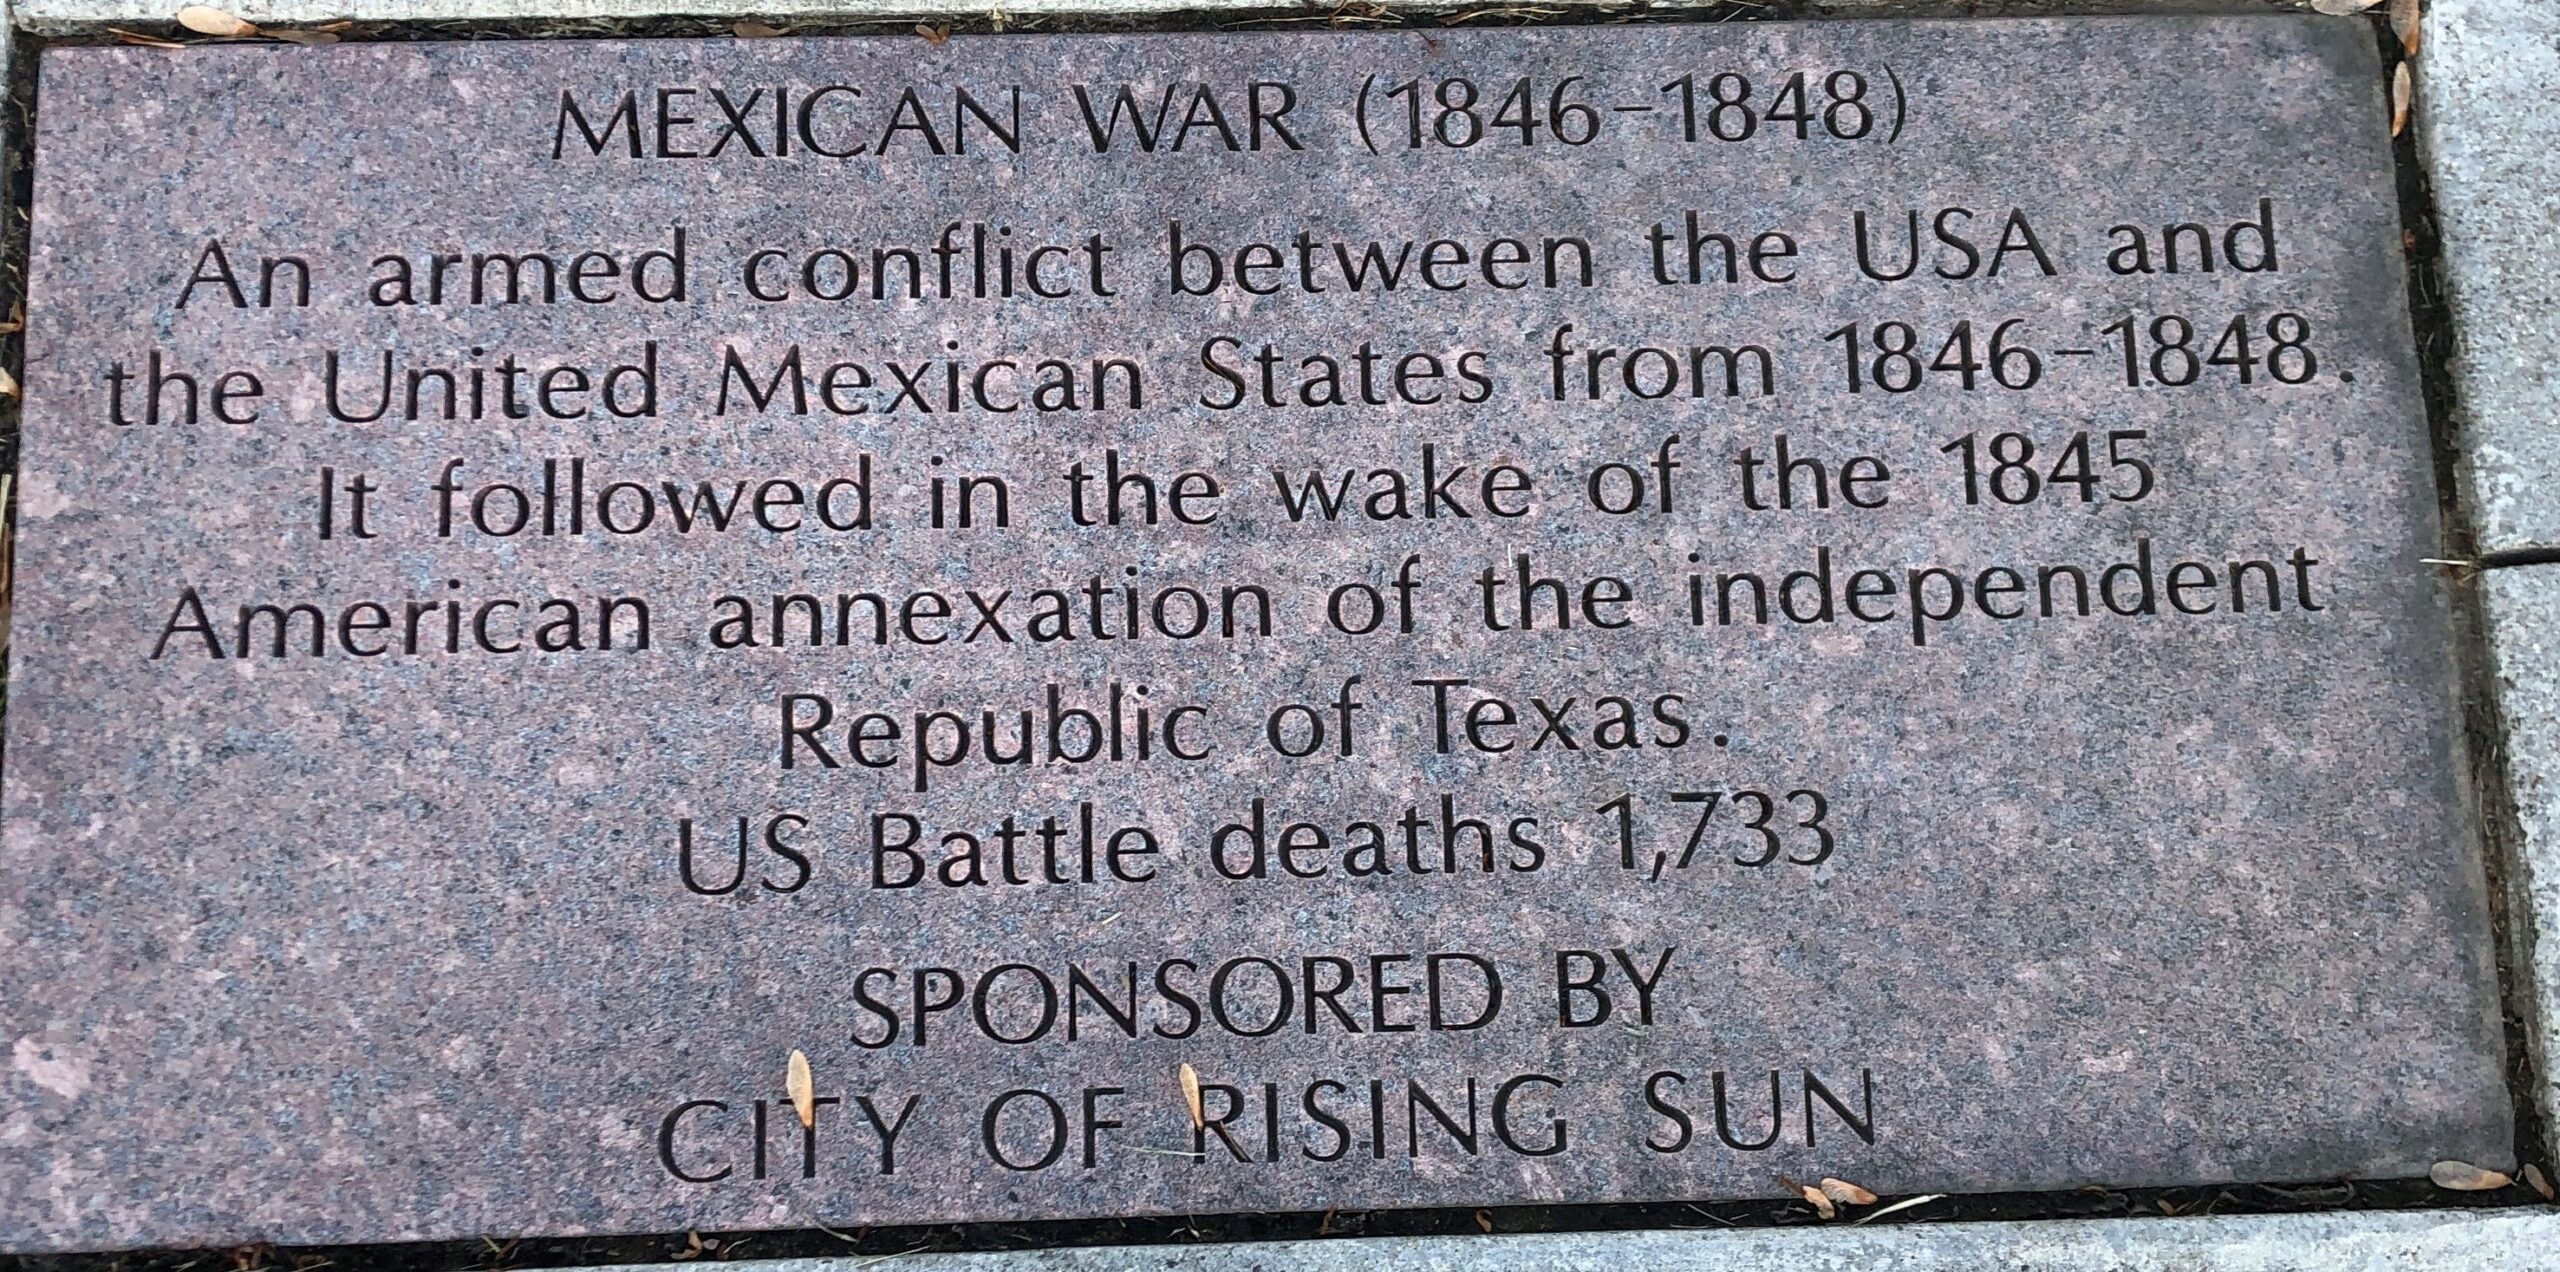 MEXICAN WAR (1846-1848)
An armed conflict between the USA and
the United Mexican States from 1846-1848.
It followed in the wake of the 1845
American annexation of the independent
Republic of Texas.
US Battle deaths 1,733
SPONSORED BY
CITY OF RISING SUN